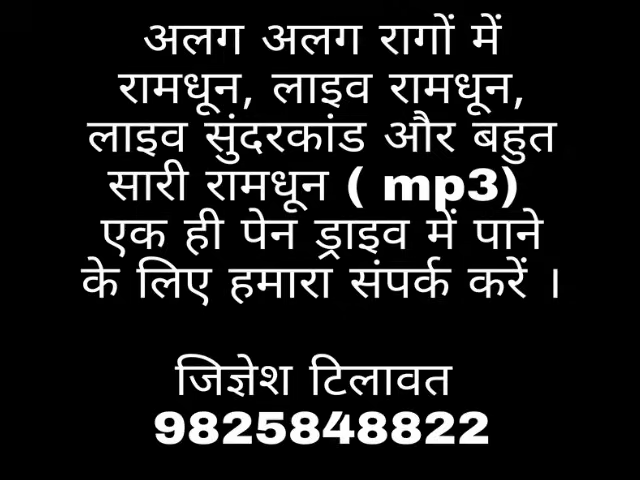 अलग अलग रागों में
रामधून, लाइव रामधून,
लाइव सुंदरकांड और बहुत
सारी रामधून ( mp3)
एक ही पेन ड्राइव में पाने
के लिए हमारा संपर्क करें ।
जिज्ञेश टिलावत
9825848822